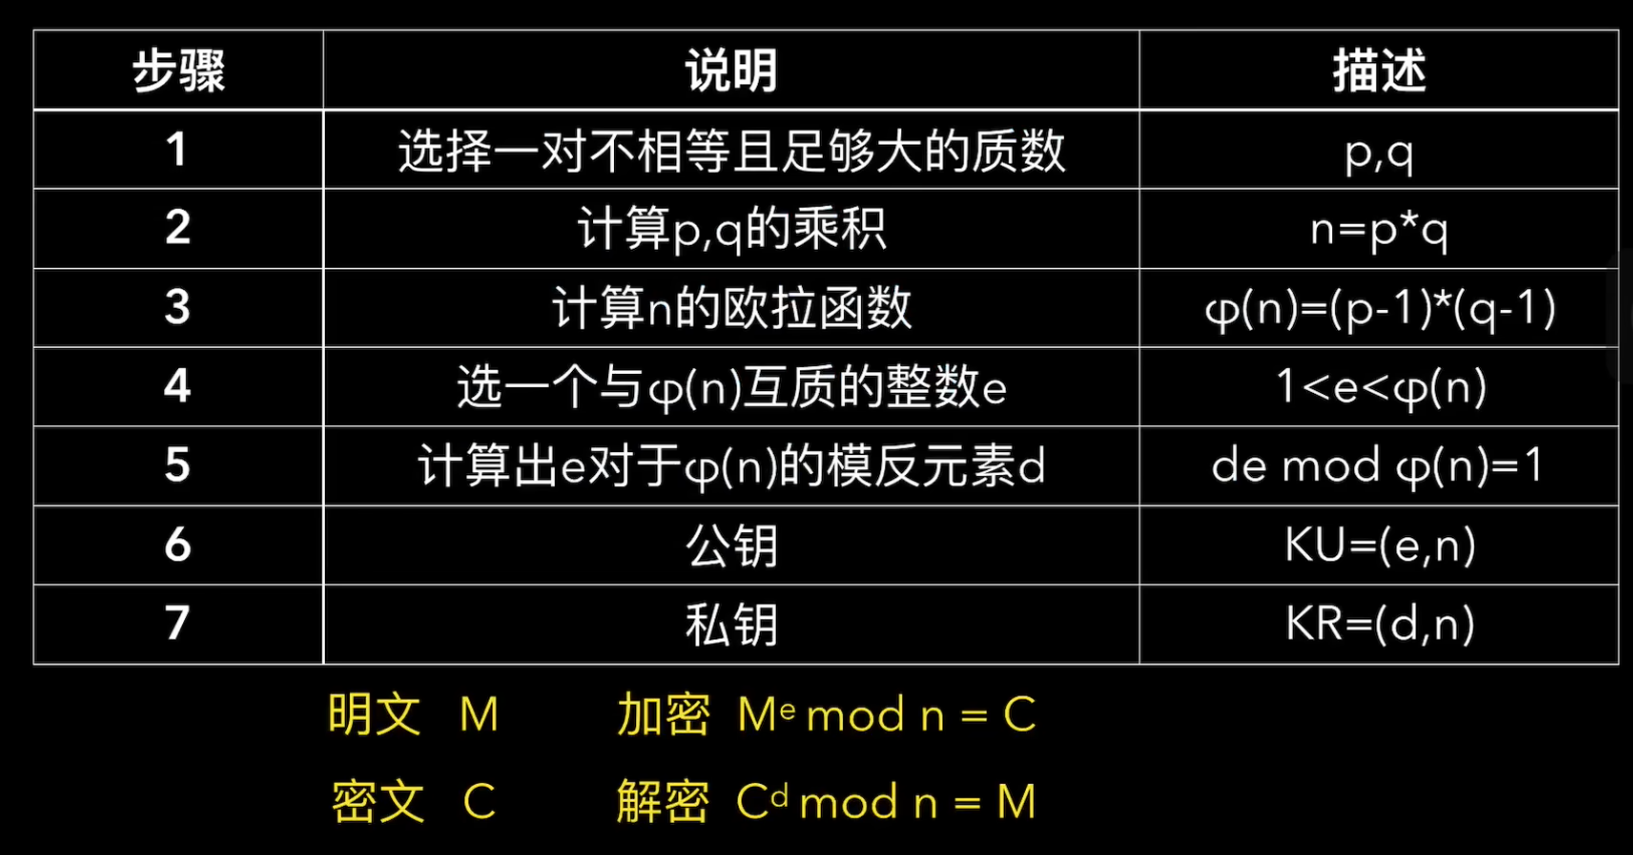 步骤 说明 描述
1 选择一对不相等且足够大的质数 p,q
2 计算p,q的乘积 n=p*q
3 计算n的欧拉函数 φ(n)=(p-1)*(q-1)
4 选一个与φ(n)互质的整数e 1<e<φ(n)
5 计算出e对于φ(n)的模反元素d de mod φ(n)=1
6 公钥 KU=(e,n)
7 私钥 KR=(d,n)
明文 M 加密 Mᵉ mod n = C
密文 C 解密 Cᵈ mod n = M